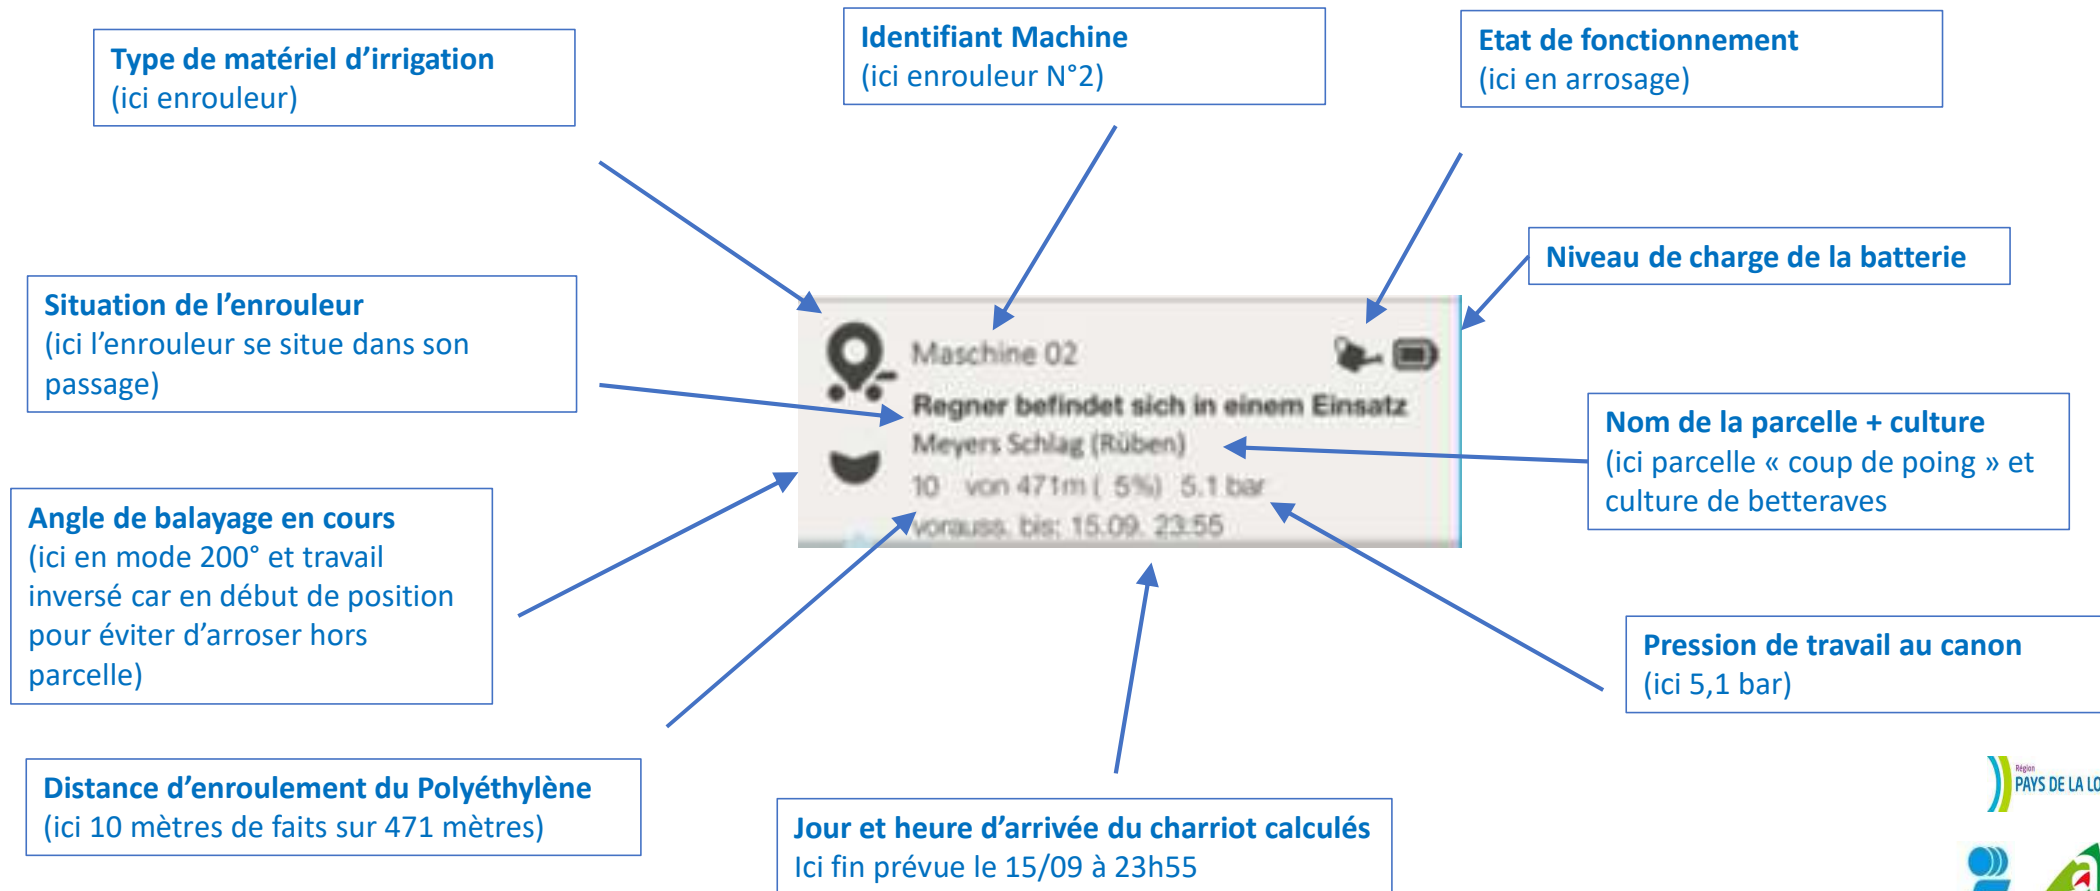 Type de matériel d'irrigation
(ici enrouleur)
Identifiant Machine
(ici enrouleur N°2)
Etat de fonctionnement
(ici en arrosage)
Niveau de charge de la batterie
Situation de l'enrouleur
(ici l'enrouleur se situe dans son
passage)
Maschine 02
Regner befindet sich in einem Einsatz
Meyers Schlag (Rüben)
10 von 471m ( 5%) 5.1 bar
vorauss. bis: 15.09. 23:55
Nom de la parcelle + culture
(ici parcelle « coup de poing » et
culture de betteraves
Angle de balayage en cours
(ici en mode 200° et travail
inversé car en début de position
pour éviter d'arroser hors
parcelle)
Pression de travail au canon
(ici 5,1 bar)
Distance d'enroulement du Polyéthylène
(ici 10 mètres de faits sur 471 mètres)
Jour et heure d'arrivée du charriot calculés
Ici fin prévue le 15/09 à 23h55
Région
PAYS DE LA LO